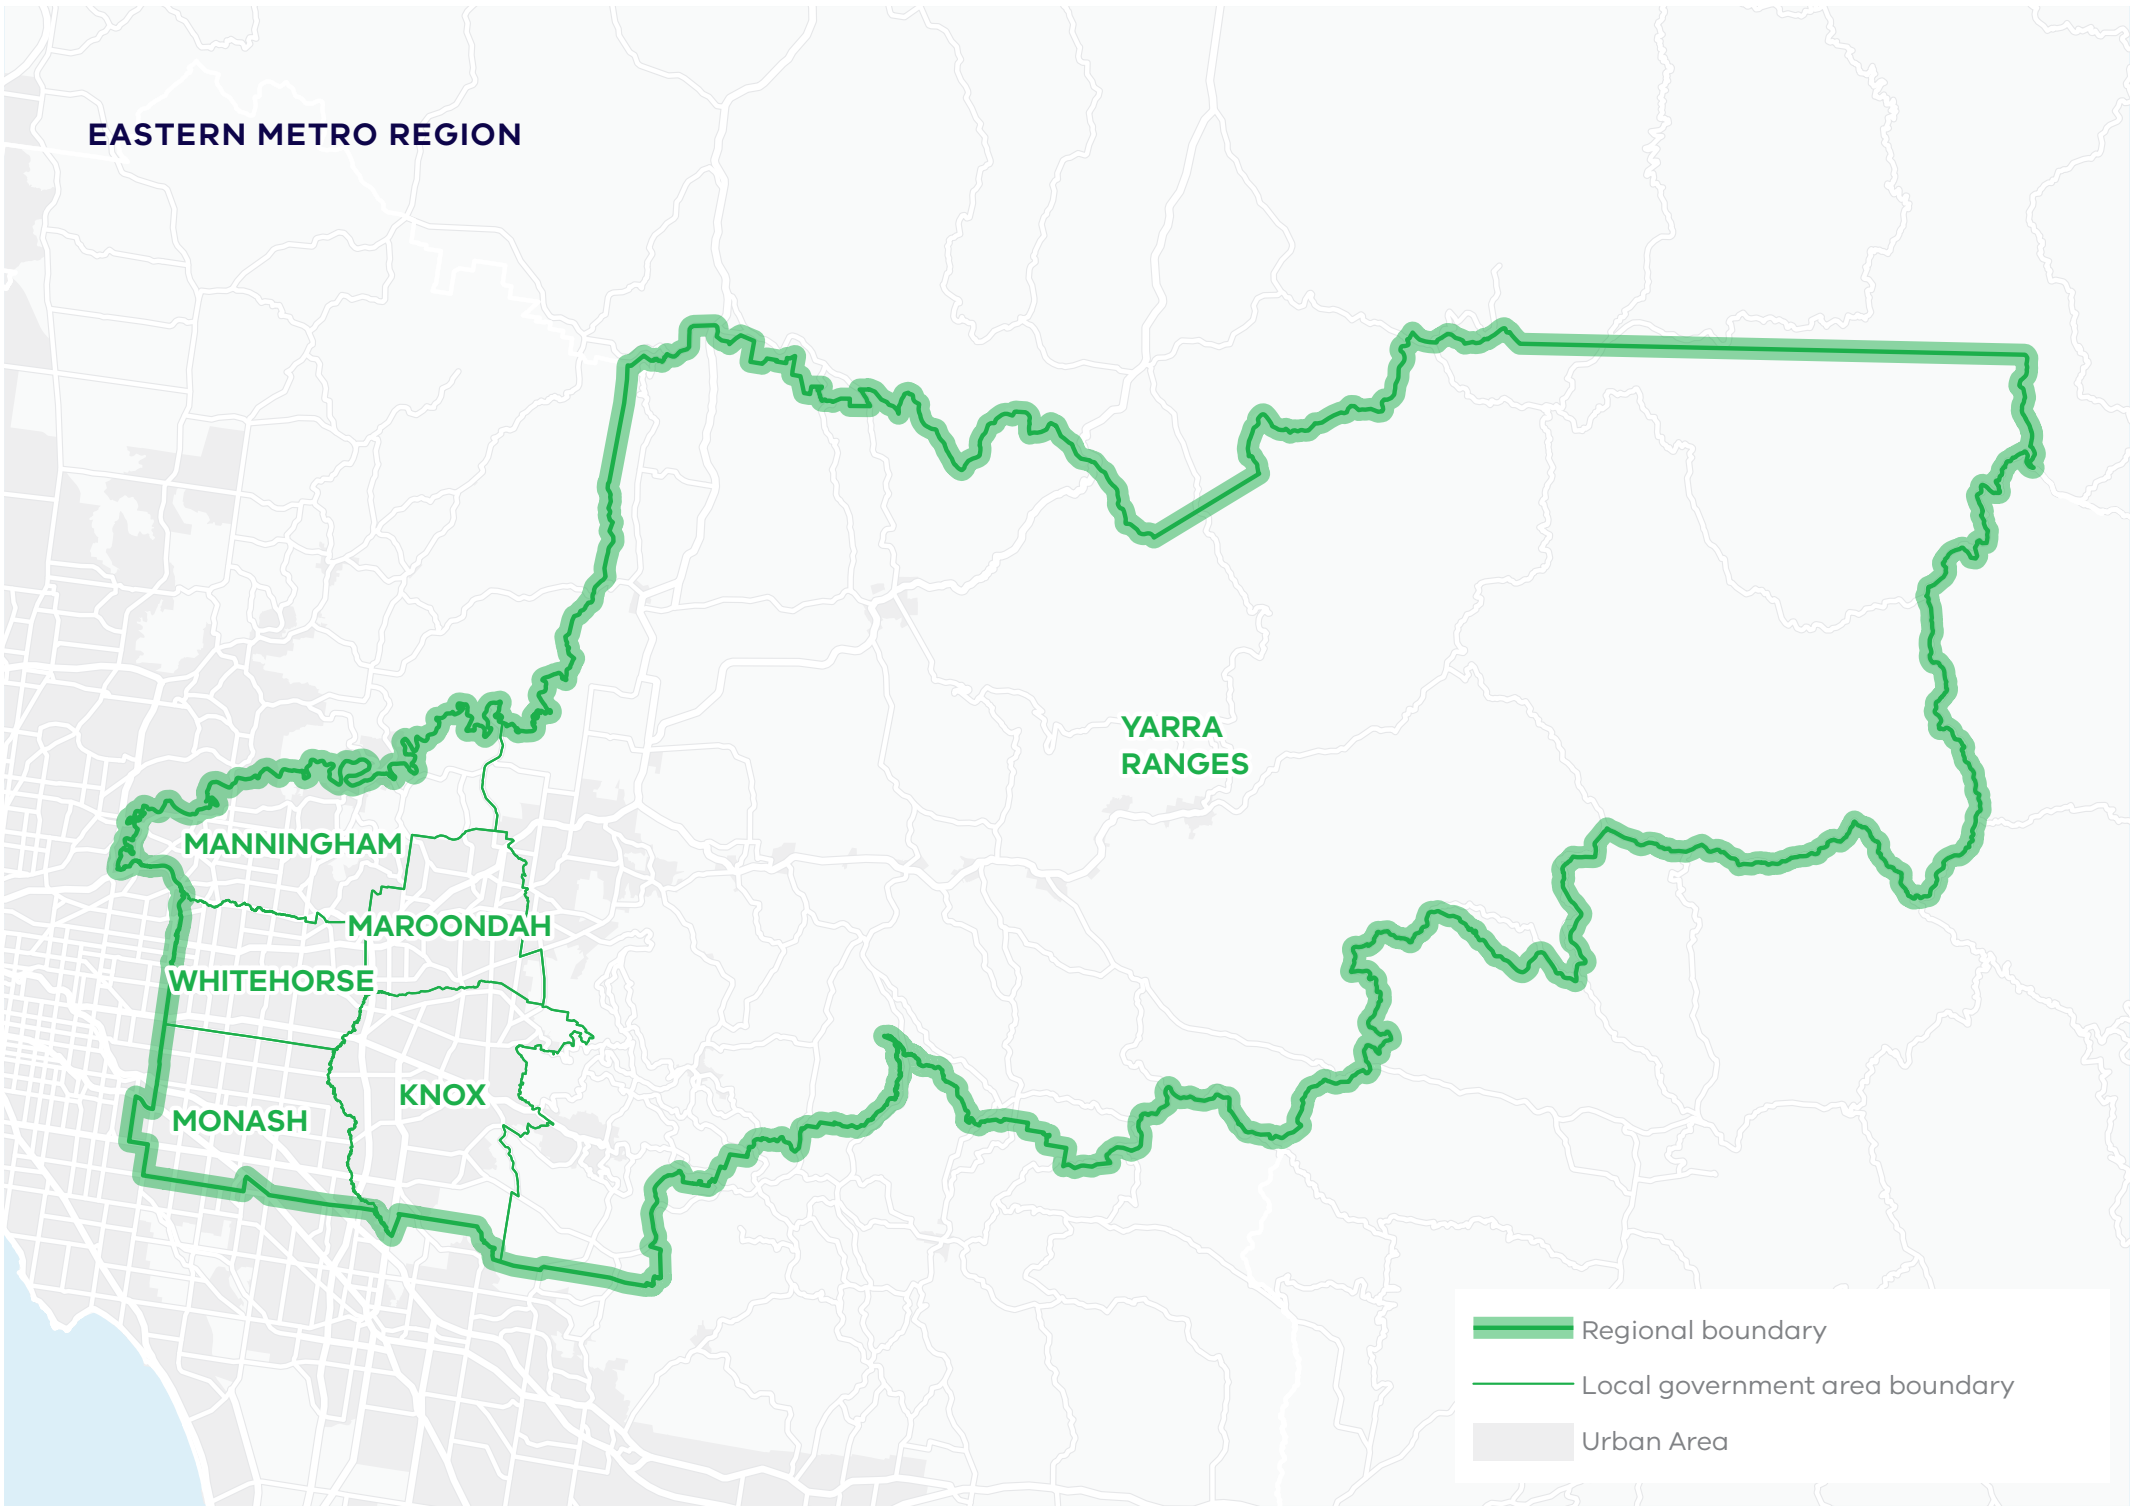 EASTERN METRO REGION
YARRA
RANGES
MANNINGHAM
MAROONDAH
WHITEHORSE
KNOX
MONASH
Regional boundary
Local government area boundary
Urban Area